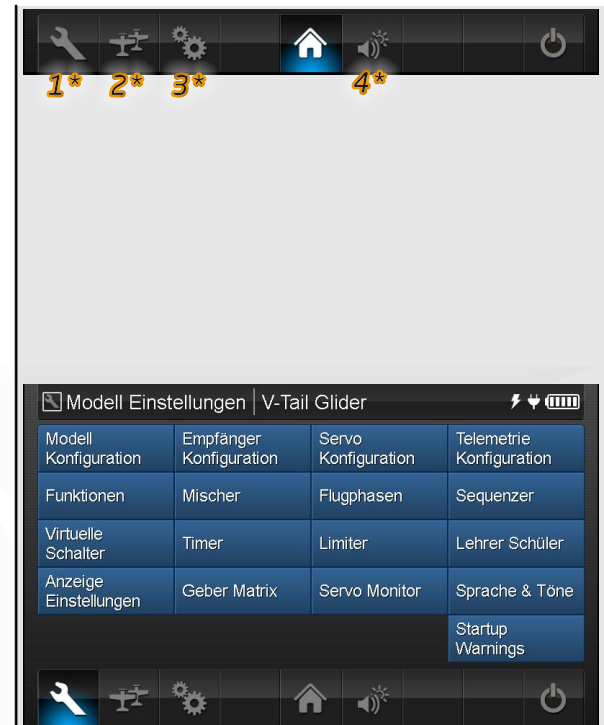 1* 2* 3* 4*
Modell Einstellungen | V-Tail Glider
Modell Konfiguration
Empfänger Konfiguration
Servo Konfiguration
Telemetrie Konfiguration
Funktionen
Mischer
Flugphasen
Sequenzer
Virtuelle Schalter
Timer
Limiter
Lehrer Schüler
Anzeige Einstellungen
Geber Matrix
Servo Monitor
Sprache & Töne
Startup Warnings